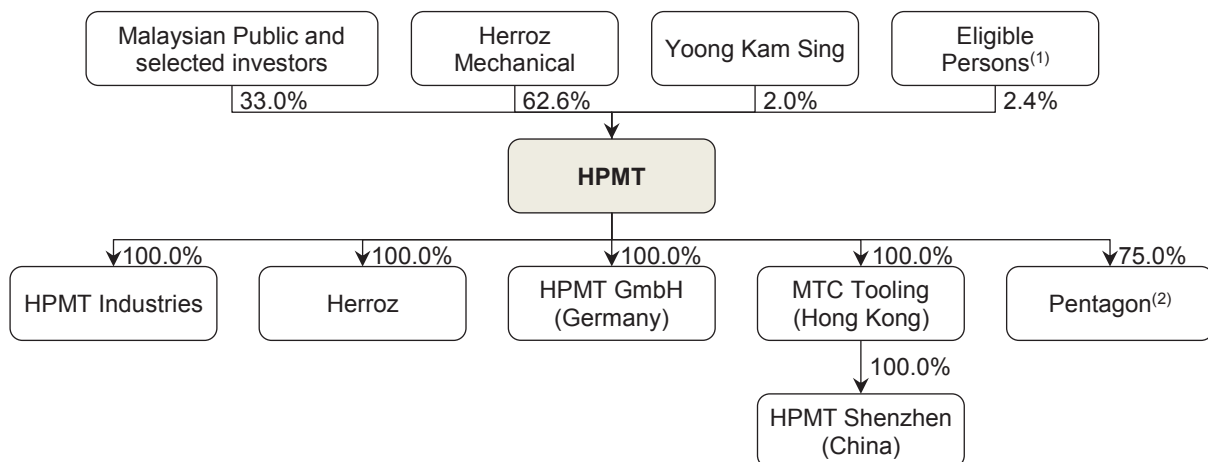 Malaysian Public and
selected investors
Herroz
Mechanical
Yoong Kam Sing
Eligible
Persons(1)
33.0%
62.6%
2.0%
2.4%
HPMT
100.0%
100.0%
100.0%
100.0%
75.0%
HPMT Industries
Herroz
HPMT GmbH
(Germany)
MTC Tooling
(Hong Kong)
Pentagon(2)
100.0%
HPMT Shenzhen
(China)